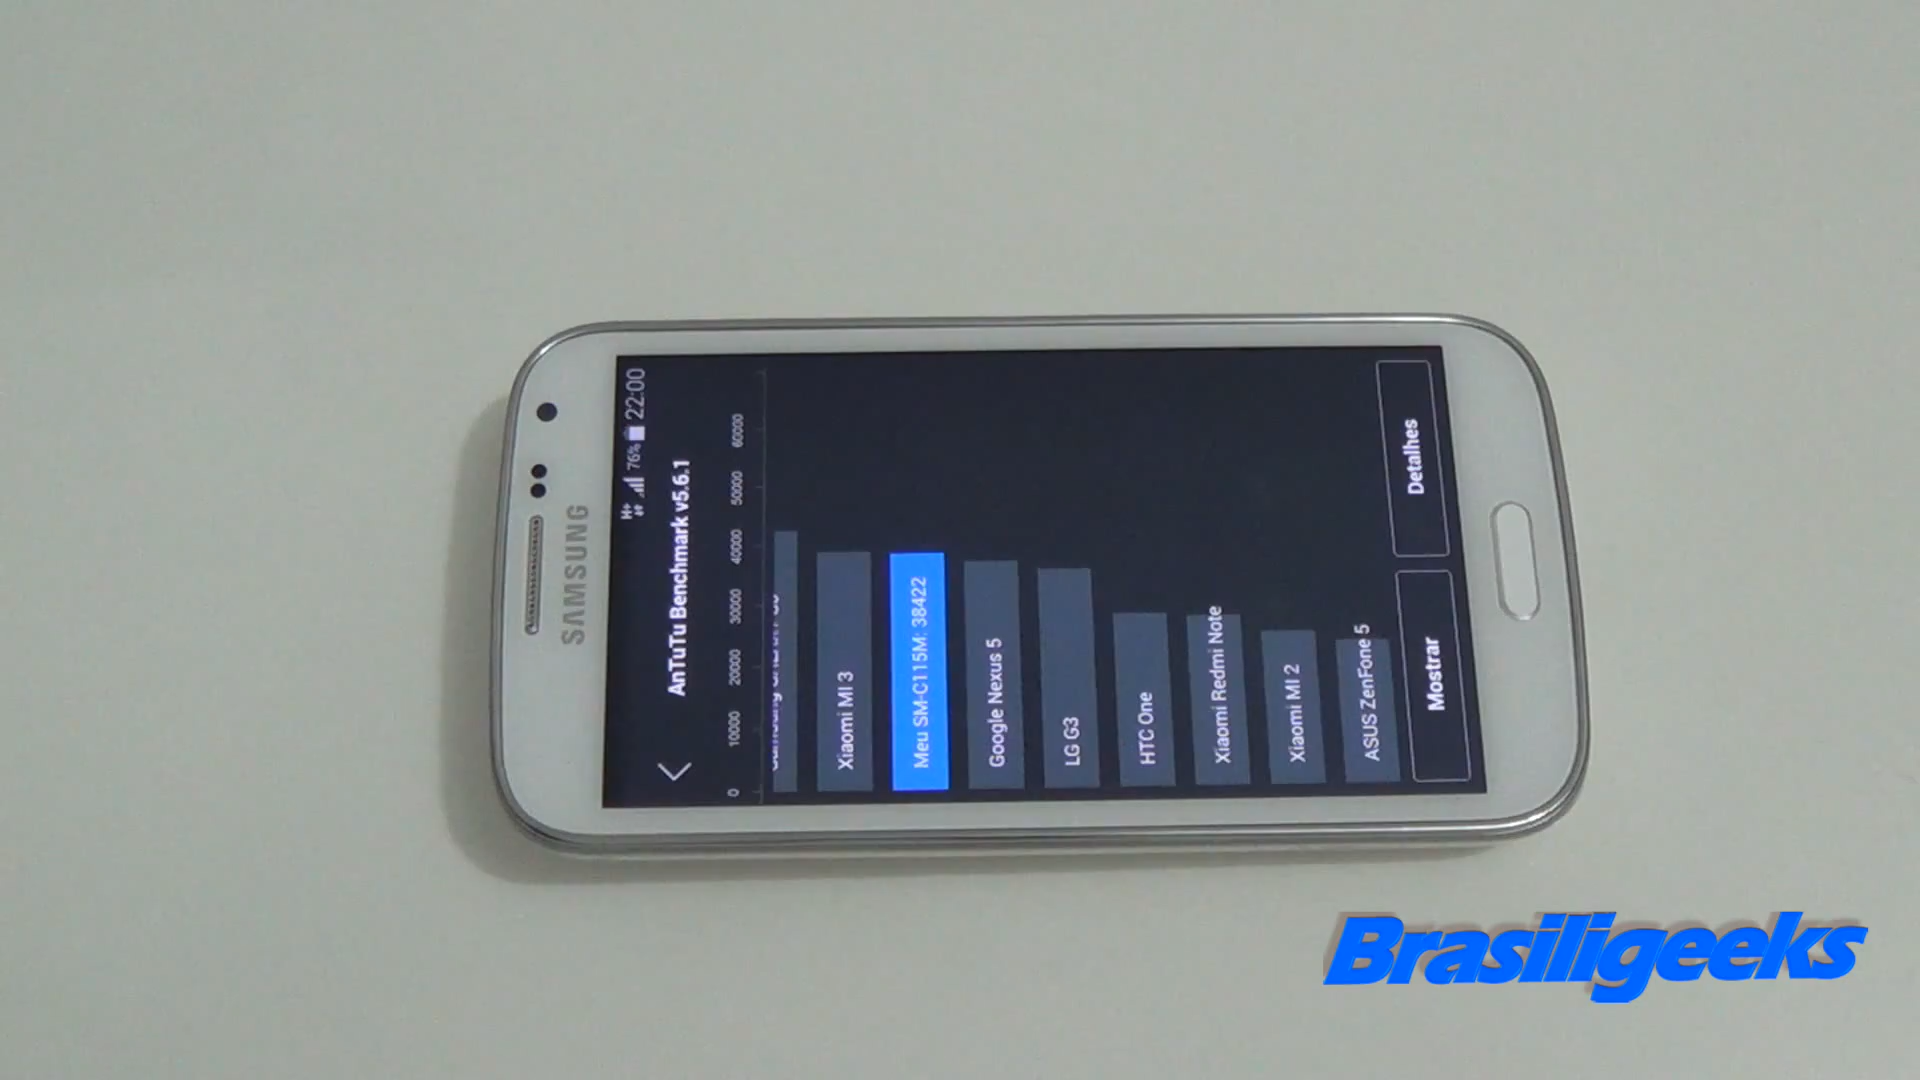 SAMSUNG
H+ 76% 22:00
AnTuTu Benchmark v5.6.1
0 10000 20000 30000 40000 50000 60000
Xiaomi MI 3
Meu SM-C115M: 38422
Google Nexus 5
LG G3
HTC One
Xiaomi Redmi Note
Xiaomi MI 2
ASUS ZenFone 5
Mostrar Detalhes
Brasiligeeks